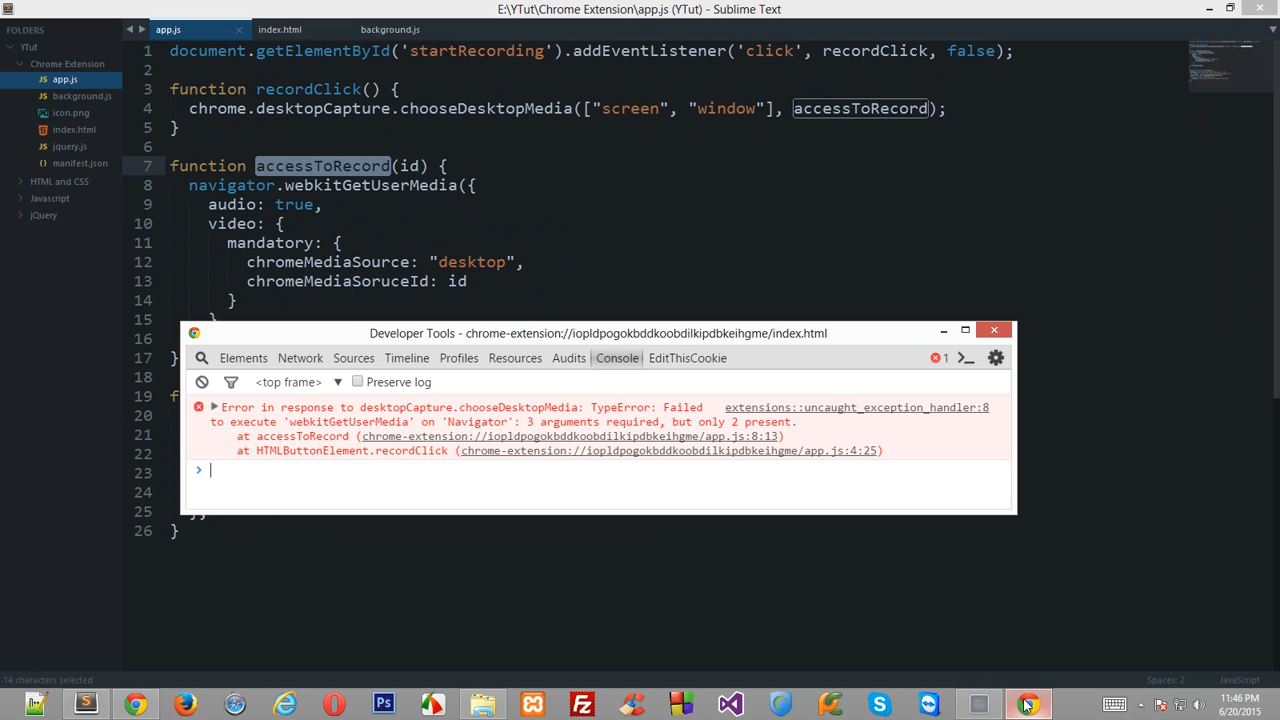 E:\YTut\Chrome Extension\app.js (YTut) - Sublime Text
FOLDERS
YTut
Chrome Extension
app.js
background.js
icon.png
index.html
jquery.js
manifest.json
HTML and CSS
Javascript
jQuery
app.js
index.html
background.js
1 document.getElementById('startRecording').addEventListener('click', recordClick, false);
2
3 function recordClick() {
4 chrome.desktopCapture.chooseDesktopMedia(["screen", "window"], accessToRecord);
5 }
6
7 function accessToRecord(id) {
8 navigator.webkitGetUserMedia({
9 audio: true,
10 video: {
11 mandatory: {
12 chromeMediaSource: "desktop",
13 chromeMediaSoruceId: id
14 }
15 }
16
17 }
18
19 f
20
21
22
23
24
25
26 }
Developer Tools - chrome-extension://iopldpogokbddkoobdilkipdbkeihgme/index.html
Elements Network Sources Timeline Profiles Resources Audits Console EditThisCookie
1
<top frame> Preserve log
Error in response to desktopCapture.chooseDesktopMedia: TypeError: Failed extensions::uncaught_exception_handler:8
to execute 'webkitGetUserMedia' on 'Navigator': 3 arguments required, but only 2 present.
at accessToRecord (chrome-extension://iopldpogokbddkoobdilkipdbkeihgme/app.js:8:13)
at HTMLButtonElement.recordClick (chrome-extension://iopldpogokbddkoobdilkipdbkeihgme/app.js:4:25)
14 characters selected
Spaces: 2
JavaScript
11:46 PM
6/20/2015